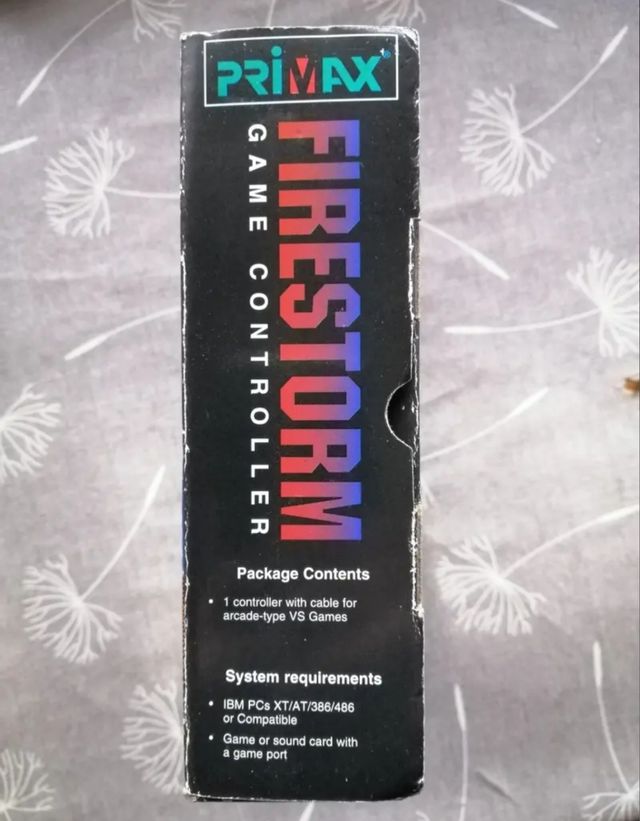 PRIMAX®
FIRESTORM
GAME CONTROLLER
Package Contents
• 1 controller with cable for
arcade-type VS Games
System requirements
• IBM PCs XT/AT/386/486
or Compatible
• Game or sound card with
a game port